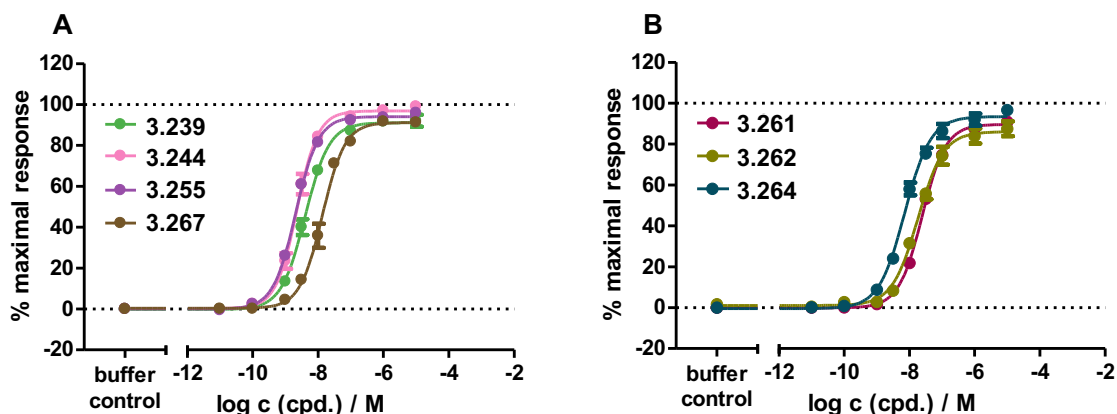 A
% maximal response
120
100
80
60
40
20
0
-20
3.239
3.244
3.255
3.267
buffer
control
-12 -10 -8 -6 -4 -2
log c (cpd.) / M
B
% maximal response
120
100
80
60
40
20
0
-20
3.261
3.262
3.264
buffer
control
-12 -10 -8 -6 -4 -2
log c (cpd.) / M